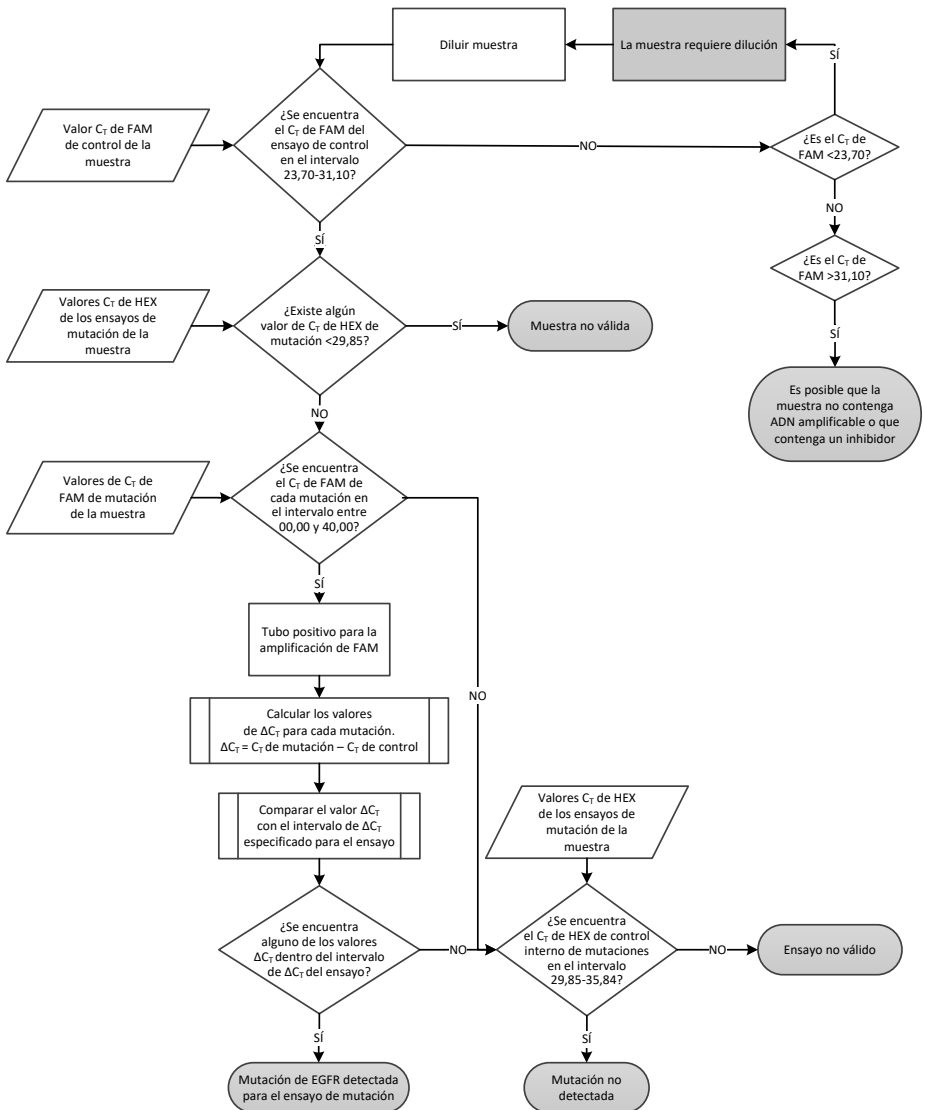 Diluir muestra
La muestra requiere dilución
SÍ
Valor CT de FAM
de control de la
muestra
¿Se encuentra
el CT de FAM del
ensayo de control
en el intervalo
23,70-31,10?
NO
¿Es el CT de
FAM <23,70?
NO
SÍ
¿Es el CT de
FAM >31,10?
SÍ
Valores CT de HEX
de los ensayos de
mutación de la
muestra
¿Existe algún
valor de CT de HEX de
mutación <29,85?
SÍ
Muestra no válida
Es posible que la
muestra no contenga
ADN amplificable o que
contenga un inhibidor
NO
Valores de CT de
FAM de mutación
de la muestra
¿Se encuentra
el CT de FAM de
cada mutación en
el intervalo entre
00,00 y 40,00?
SÍ
Tubo positivo para la
amplificación de FAM
NO
Calcular los valores
de ΔCT para cada mutación.
ΔCT = CT de mutación – CT de control
Comparar el valor ΔCT
con el intervalo de ΔCT
especificado para el ensayo
Valores CT de HEX
de los ensayos de
mutación de la
muestra
¿Se encuentra
alguno de los valores
ΔCT dentro del intervalo
de ΔCT del ensayo?
NO
¿Se encuentra
el CT de HEX de control
interno de mutaciones
en el intervalo
29,85-35,84?
NO
Ensayo no válido
SÍ
SÍ
Mutación de EGFR detectada
para el ensayo de mutación
Mutación no
detectada